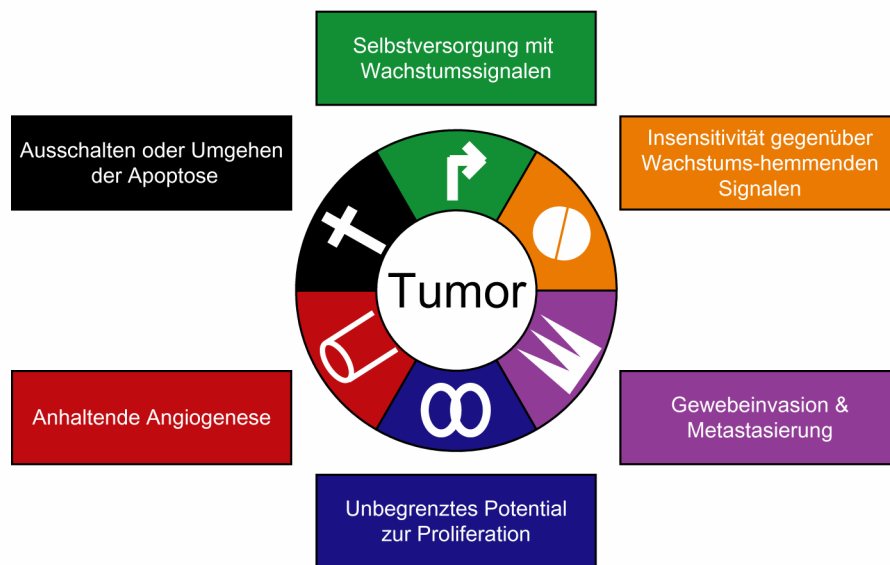 Selbstversorgung mit
Wachstumssignalen
Ausschalten oder Umgehen
der Apoptose
Insensitivität gegenüber
Wachstums-hemmenden
Signalen
Tumor
Anhaltende Angiogenese
Gewebeinvasion &
Metastasierung
Unbegrenztes Potential
zur Proliferation